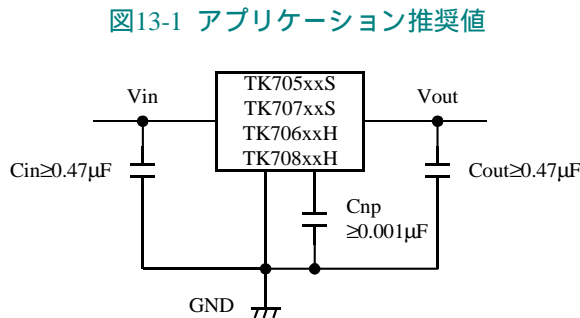 図13-1 アプリケーション推奨値
TK705xxS
TK707xxS
TK706xxH
TK708xxH
Vin
Vout
Cin≥0.47μF
Cout≥0.47μF
Cnp
≥0.001μF
GND